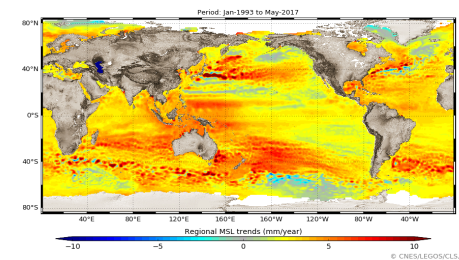 Period: Jan-1993 to May-2017
80°N
40°N
0°S
40°S
80°S
40°E 80°E 120°E 160°E 160°W 120°W 80°W 40°W
Regional MSL trends (mm/year)
−10 −5 0 5 10
© CNES/LEGOS/CLS.